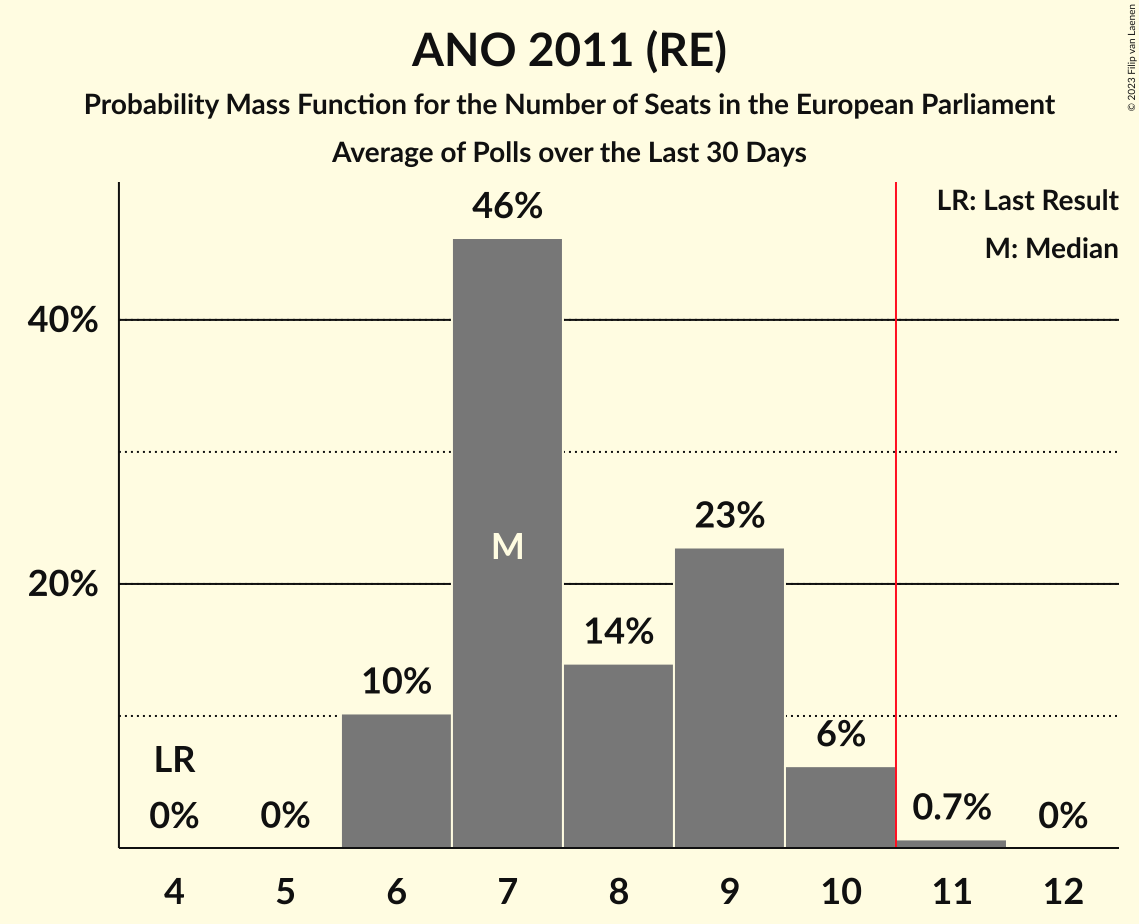 ANO 2011 (RE)
Probability Mass Function for the Number of Seats in the European Parliament
Average of Polls over the Last 30 Days
© 2023 Filip van Laenen
LR: Last Result
M: Median
46%
40%
M
23%
20%
14%
10%
6%
LR
0%
0%
0.7%
0%
4 5 6 7 8 9 10 11 12